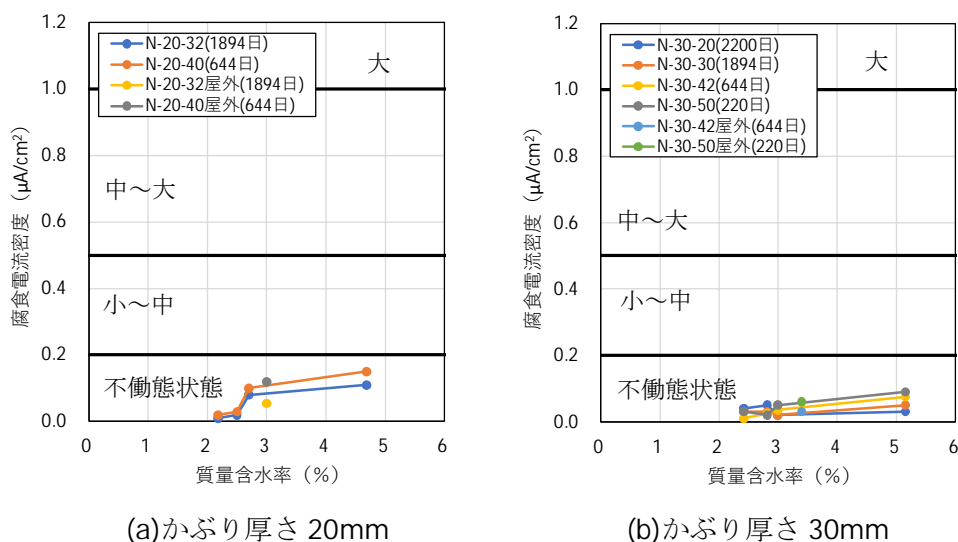 1.2
1.0
0.8
0.6
0.4
0.2
0.0
腐食電流密度（μA/cm²）
N-20-32(1894日)
N-20-40(644日)
N-20-32屋外(1894日)
N-20-40屋外(644日)
大
中～大
小～中
不働態状態
0 1 2 3 4 5 6
質量含水率（%）
(a)かぶり厚さ 20mm
1.2
1.0
0.8
0.6
0.4
0.2
0.0
腐食電流密度（μA/cm²）
N-30-20(2200日)
N-30-30(1894日)
N-30-42(644日)
N-30-50(220日)
N-30-42屋外(644日)
N-30-50屋外(220日)
大
中～大
小～中
不働態状態
0 1 2 3 4 5 6
質量含水率（%）
(b)かぶり厚さ 30mm